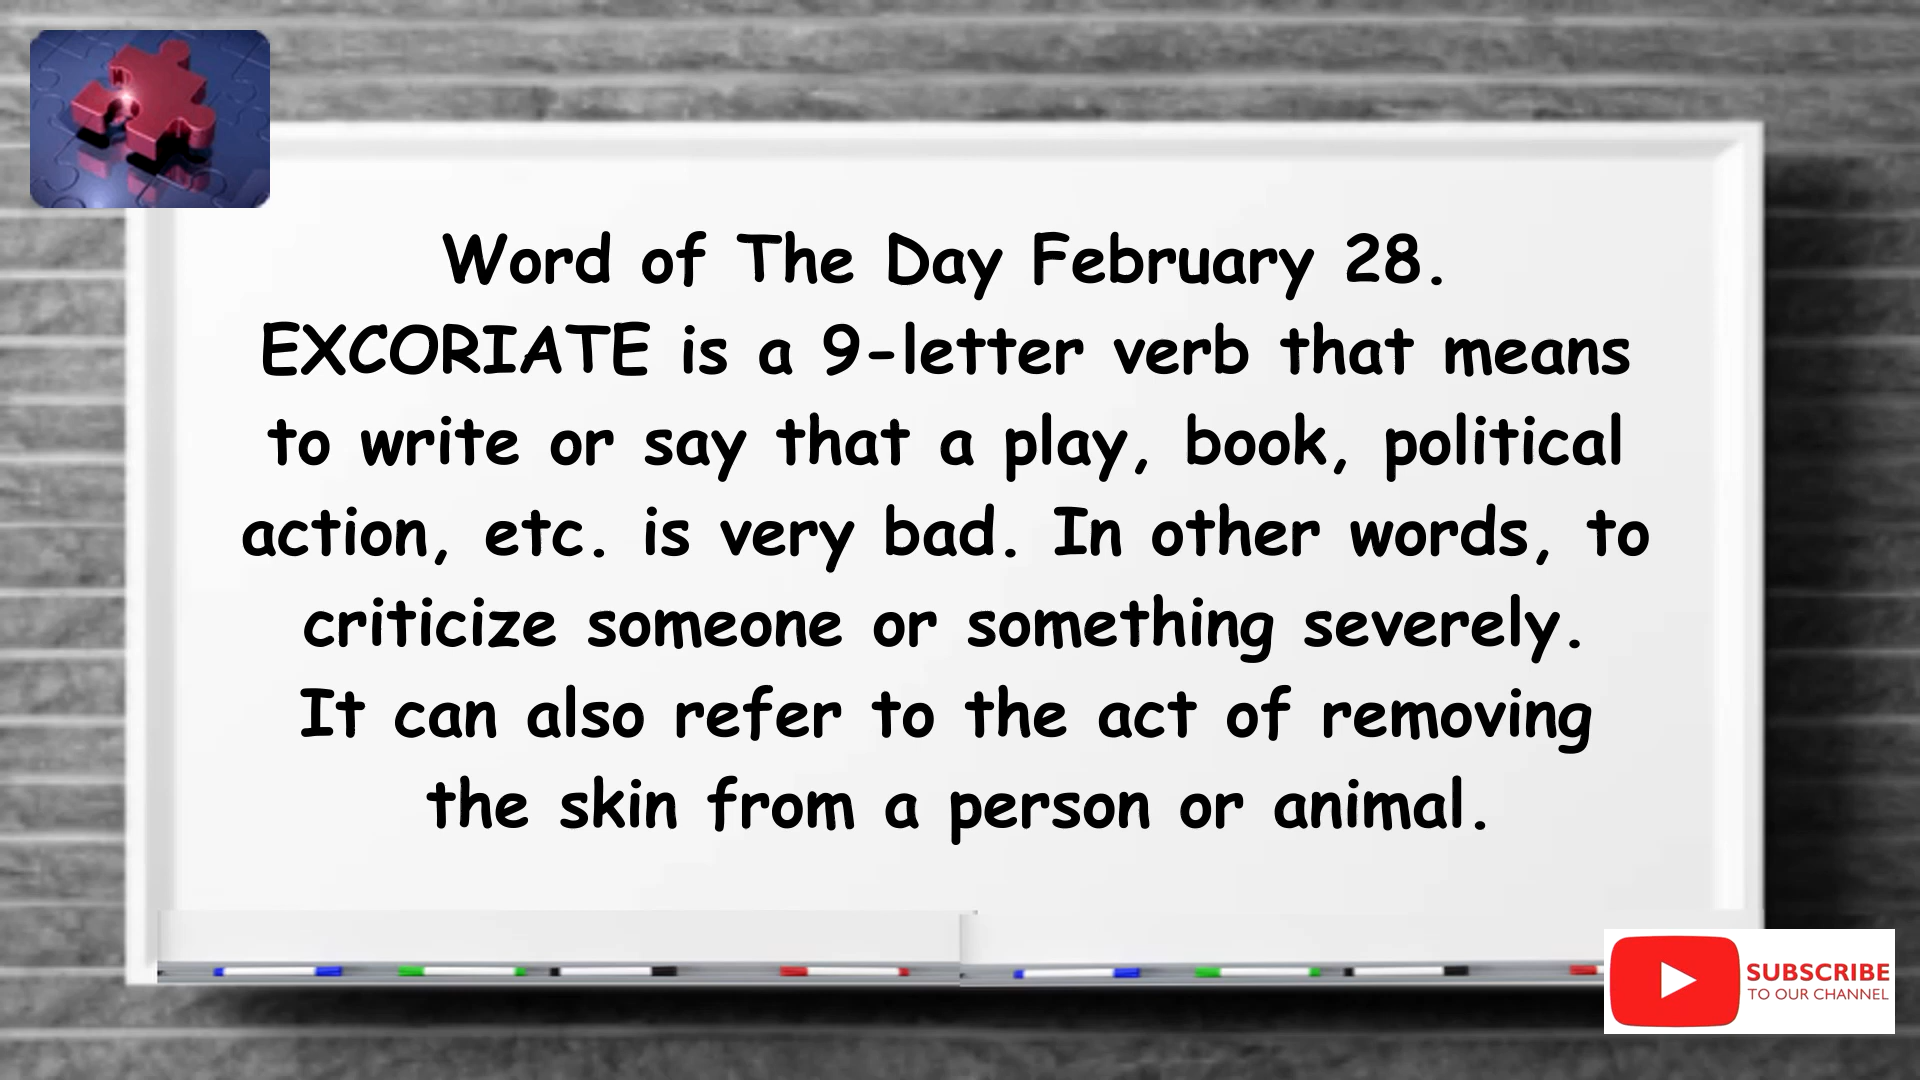 Word of The Day February 28.
EXCORIATE is a 9-letter verb that means
to write or say that a play, book, political
action, etc. is very bad. In other words, to
criticize someone or something severely.
It can also refer to the act of removing
the skin from a person or animal.
SUBSCRIBE
TO OUR CHANNEL